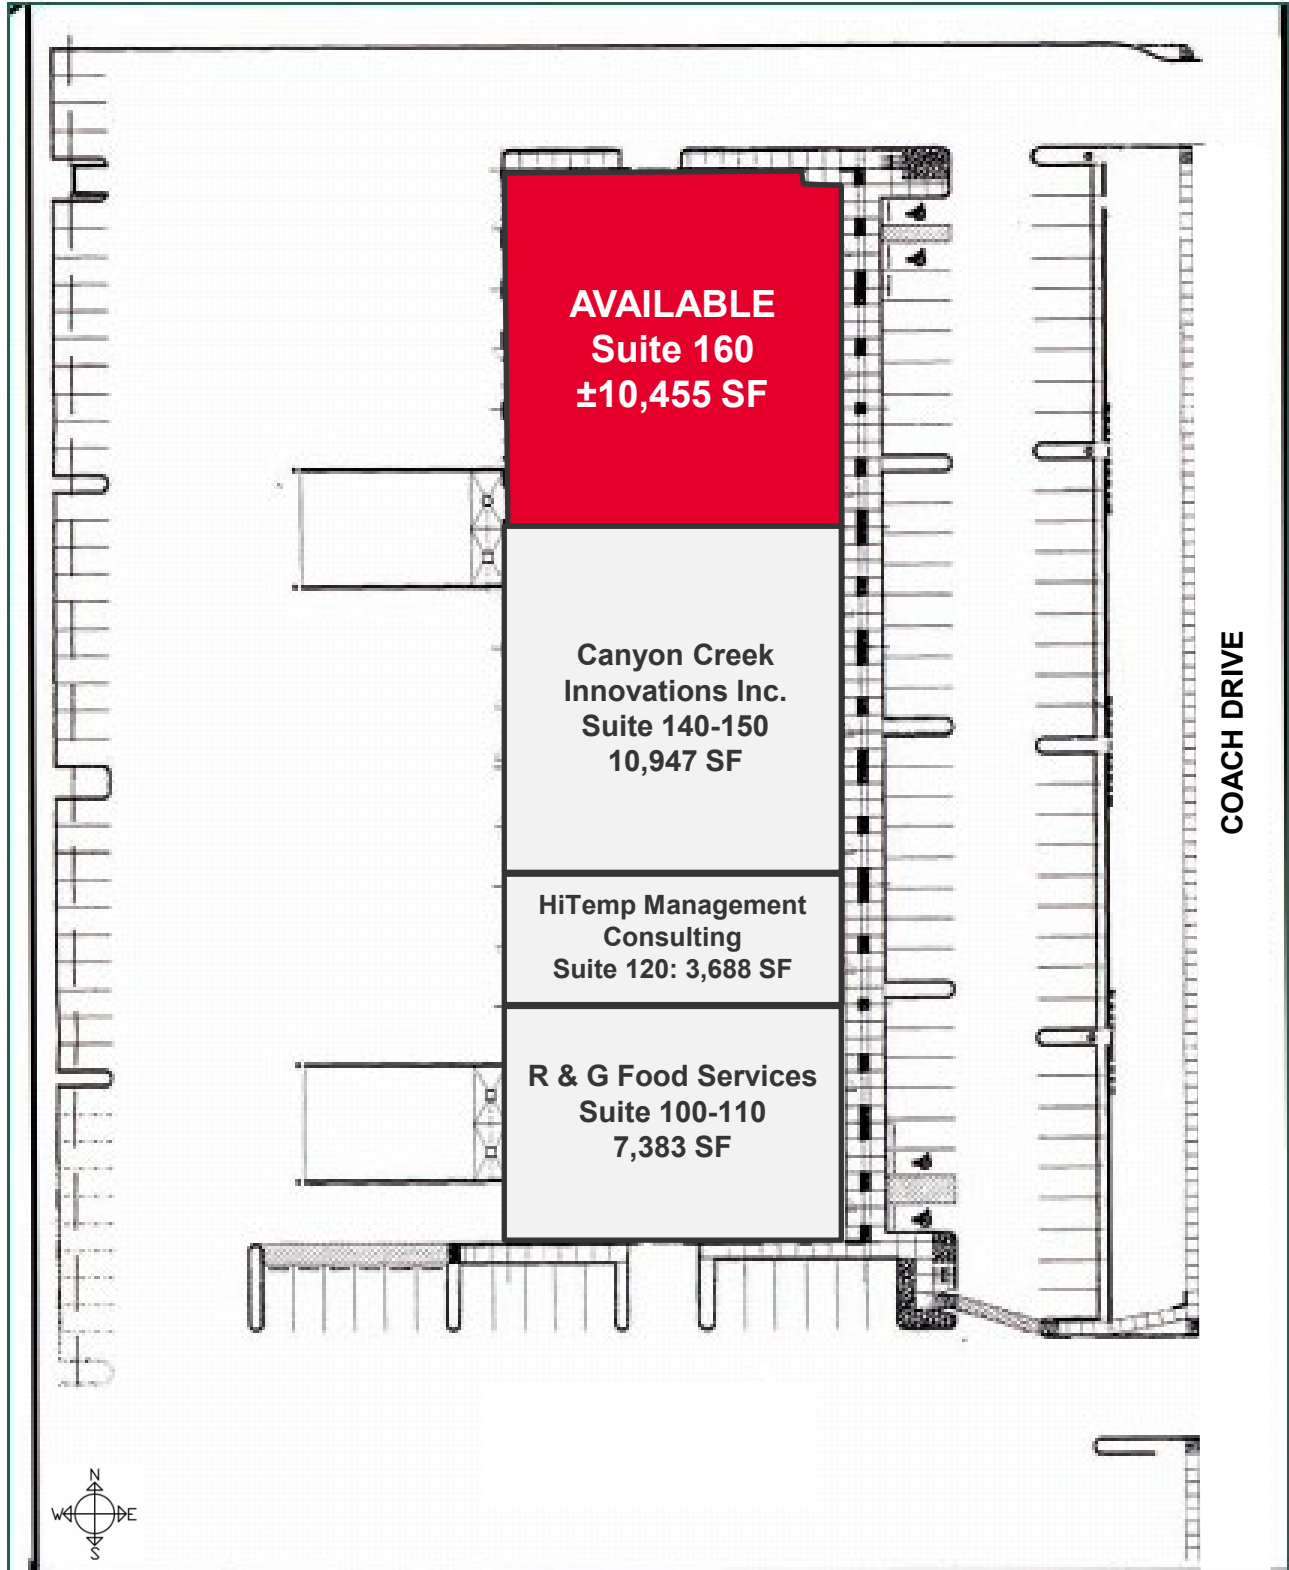 AVAILABLE
Suite 160
±10,455 SF
Canyon Creek
Innovations Inc.
Suite 140-150
10,947 SF
HiTemp Management
Consulting
Suite 120: 3,688 SF
R & G Food Services
Suite 100-110
7,383 SF
COACH DRIVE
N
W E
S